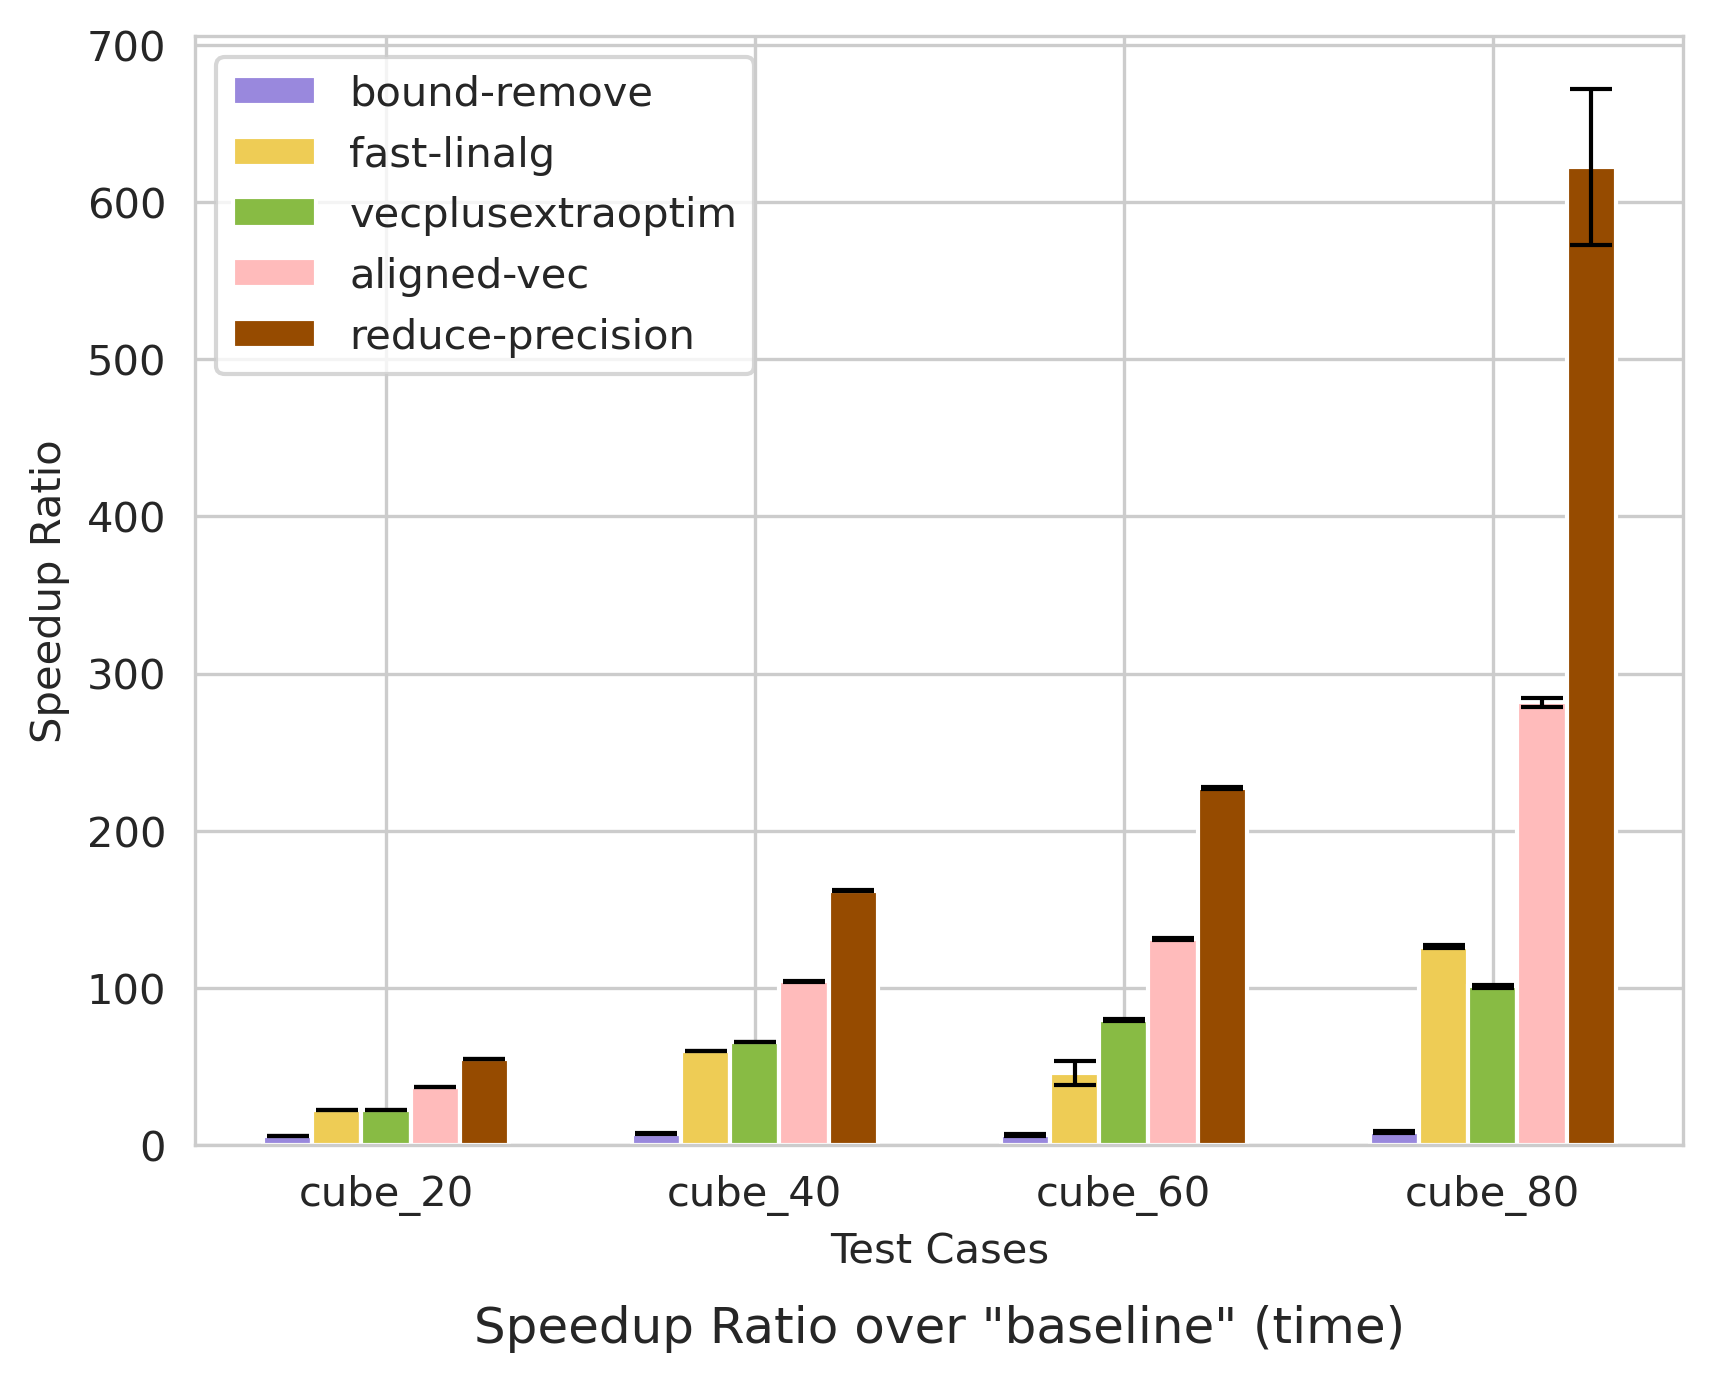 700
600
500
400
300
200
100
0
Speedup Ratio
bound-remove
fast-linalg
vecplusextraoptim
aligned-vec
reduce-precision
cube_20
cube_40
cube_60
cube_80
Test Cases
Speedup Ratio over "baseline" (time)